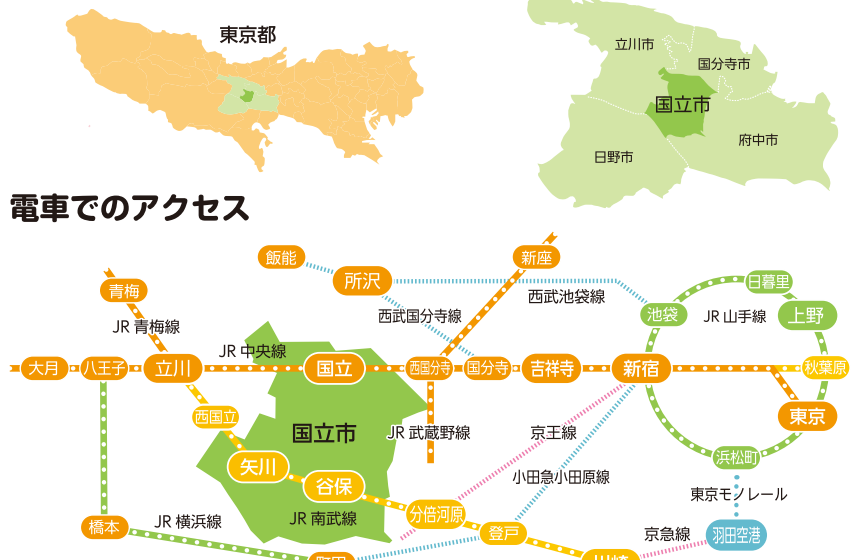 東京都
立川市
国分寺市
国立市
府中市
日野市
電車でのアクセス
飯能
新座
所沢
日暮里
青梅
西武池袋線
西武国分寺線
池袋
JR 山手線
上野
JR 青梅線
JR 中央線
大月
八王子
立川
国立
西国分寺
国分寺
吉祥寺
新宿
秋葉原
西国立
東京
国立市
JR 武蔵野線
京王線
矢川
浜松町
谷保
小田急小田原線
東京モノレール
分倍河原
橋本
JR 横浜線
JR 南武線
登戸
京急線
羽田空港